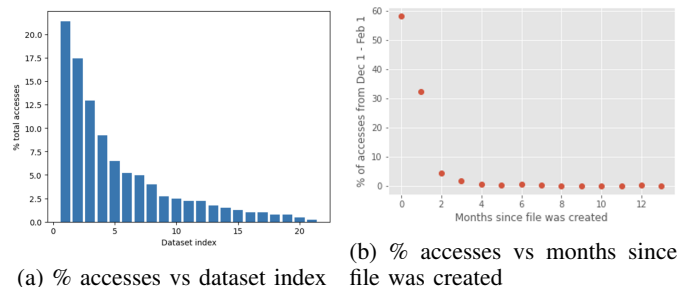 20.0
17.5
15.0
12.5
10.0
7.5
5.0
2.5
0.0
% total accesses
0 5 10 15 20
Dataset index
(a) % accesses vs dataset index
60
50
40
30
20
10
0
% of accesses from Dec 1 - Feb 1
0 2 4 6 8 10 12
Months since file was created
(b) % accesses vs months since
file was created